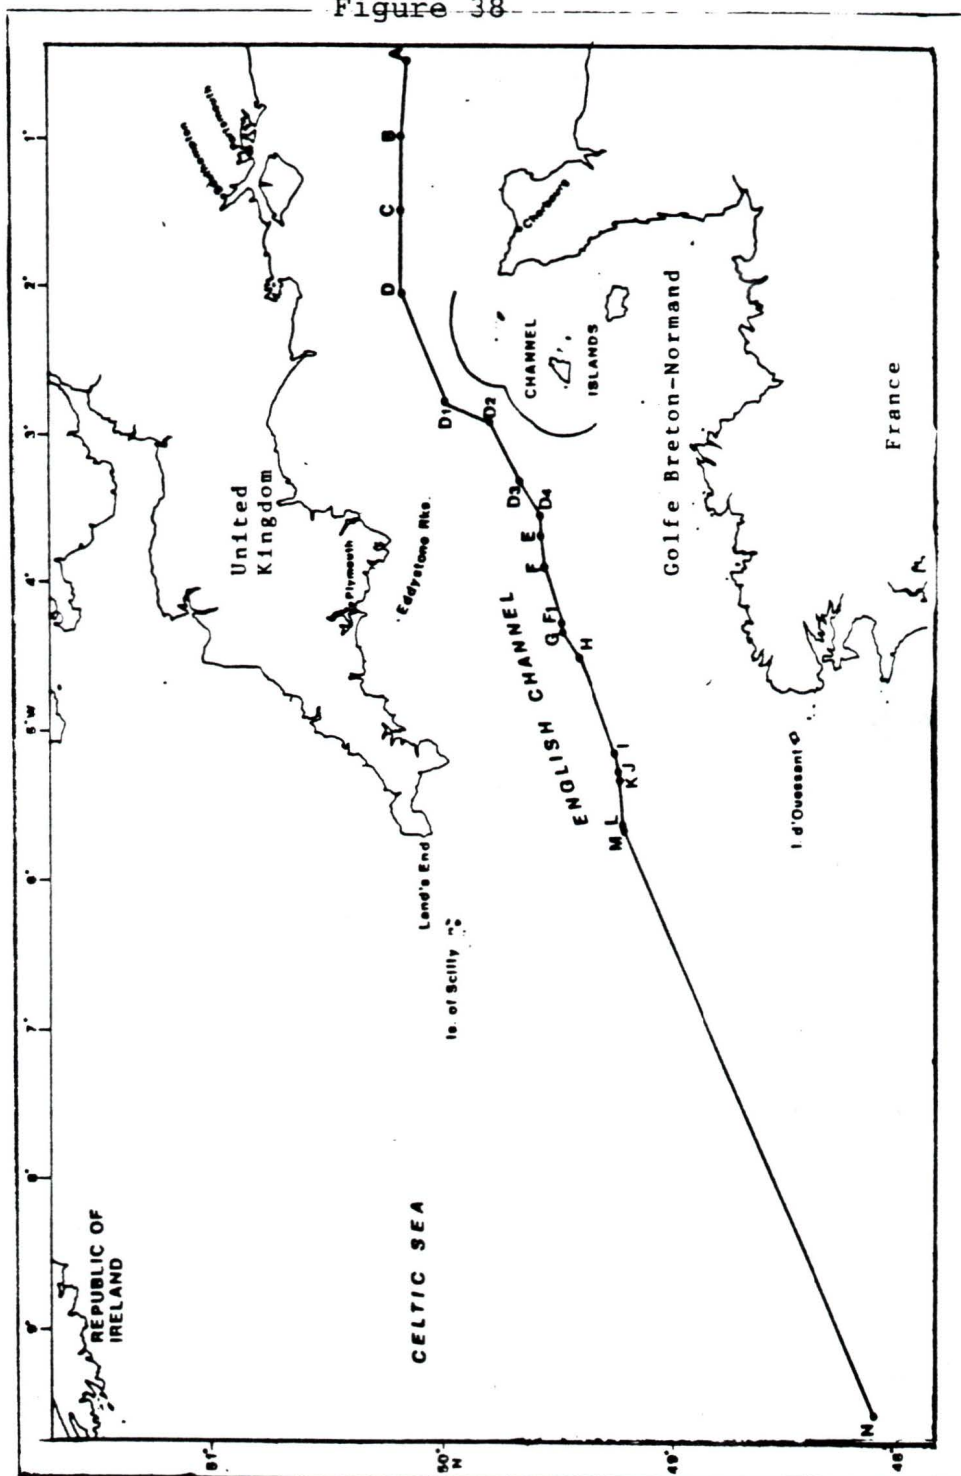 Figure 38
A
B
C
D
D1
D2
D3
D4
E
F
F1
G
H
I
J
K
L
M
N
1°
2°
3°
4°
5°W
6°
7°
8°
9°
51°
50°
N
49°
48°
Southampton
Cherbourg
CHANNEL
ISLANDS
Golfe Breton-Normand
France
United
Kingdom
Plymouth
Eddystone Rks
ENGLISH CHANNEL
I. d'Ouessant
Land's End
Is. of Scilly
CELTIC SEA
REPUBLIC OF
IRELAND